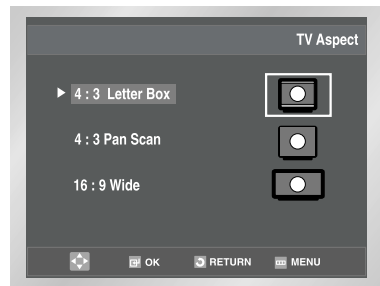 TV Aspect
4 : 3 Letter Box
4 : 3 Pan Scan
16 : 9 Wide
OK RETURN MENU